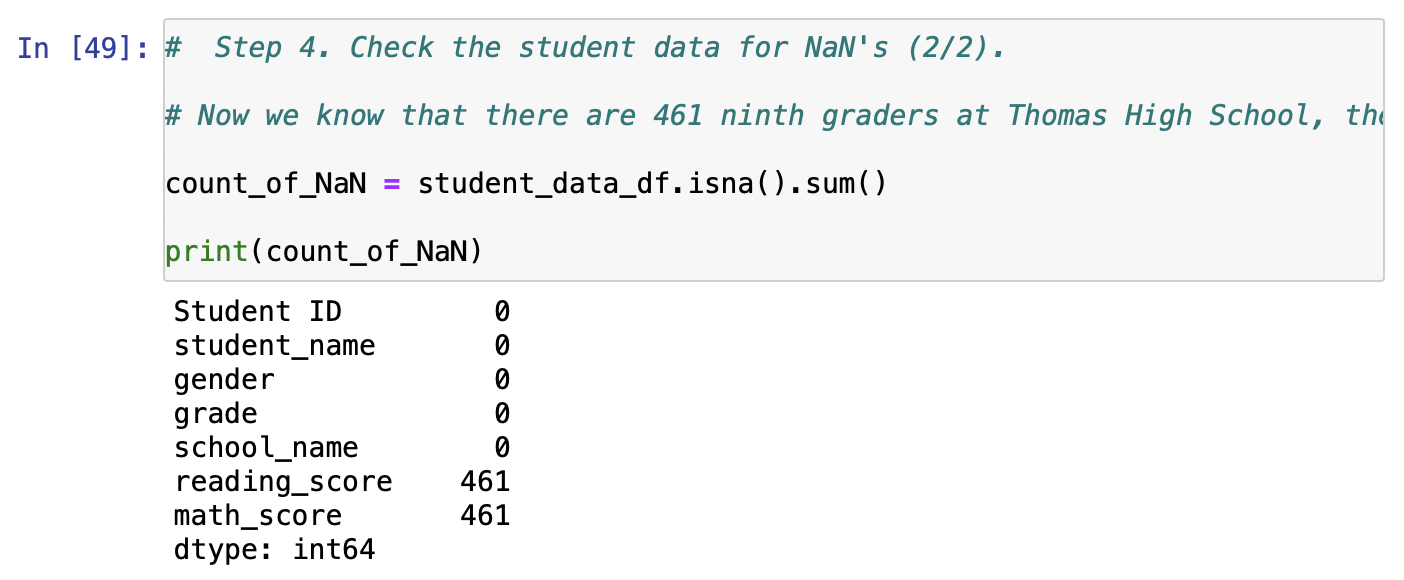 In [49]: #  Step 4. Check the student data for NaN's (2/2).
# Now we know that there are 461 ninth graders at Thomas High School,
count_of_NaN = student_data_df.isna().sum()
print(count_of_NaN)
Student ID         0
student_name       0
gender             0
grade              0
school_name        0
reading_score    461
math_score       461
dtype: int64